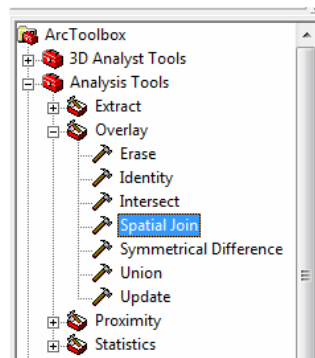 ArcToolbox
3D Analyst Tools
Analysis Tools
Extract
Overlay
Erase
Identity
Intersect
Spatial Join
Symmetrical Difference
Union
Update
Proximity
Statistics